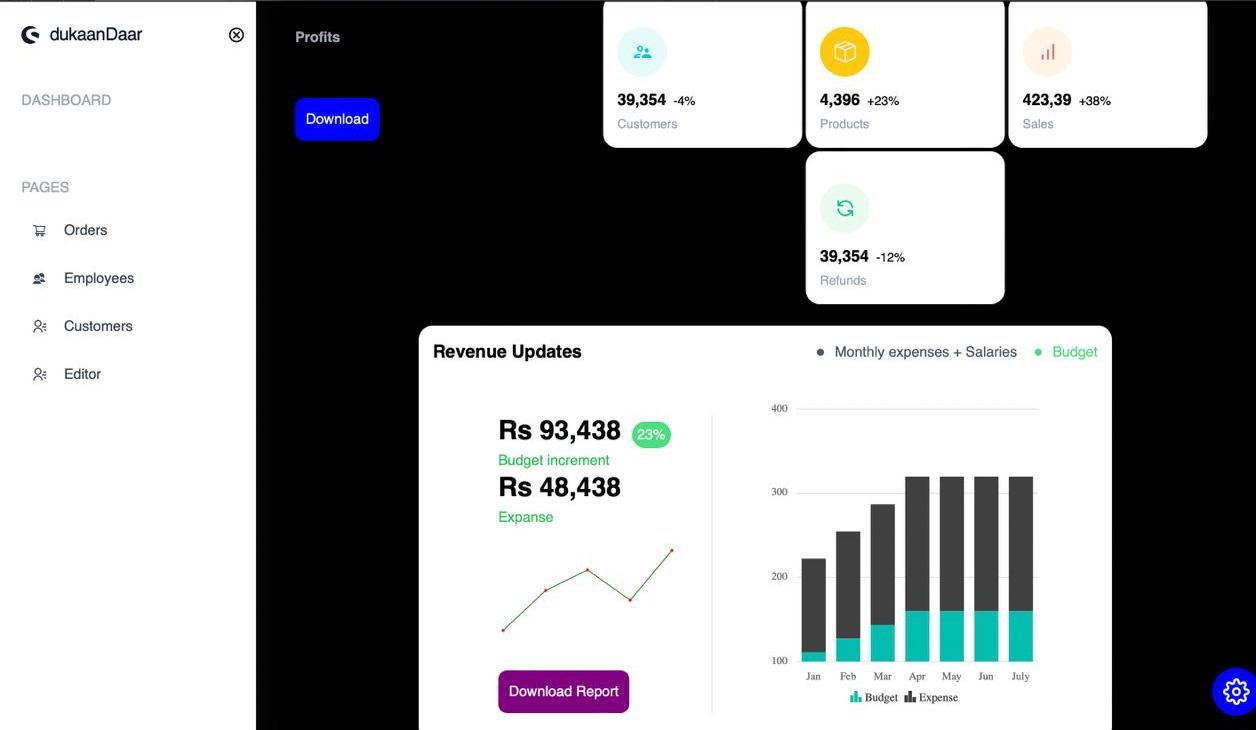 dukaanDaar
DASHBOARD
PAGES
Orders
Employees
Customers
Editor
Profits
Download
39,354 -4%
Customers
4,396 +23%
Products
423,39 +38%
Sales
39,354 -12%
Refunds
Revenue Updates
Monthly expenses + Salaries
Budget
Rs 93,438 23%
Budget increment
Rs 48,438
Expanse
Download Report
400
300
200
100
Jan Feb Mar Apr May Jun July
Budget Expense